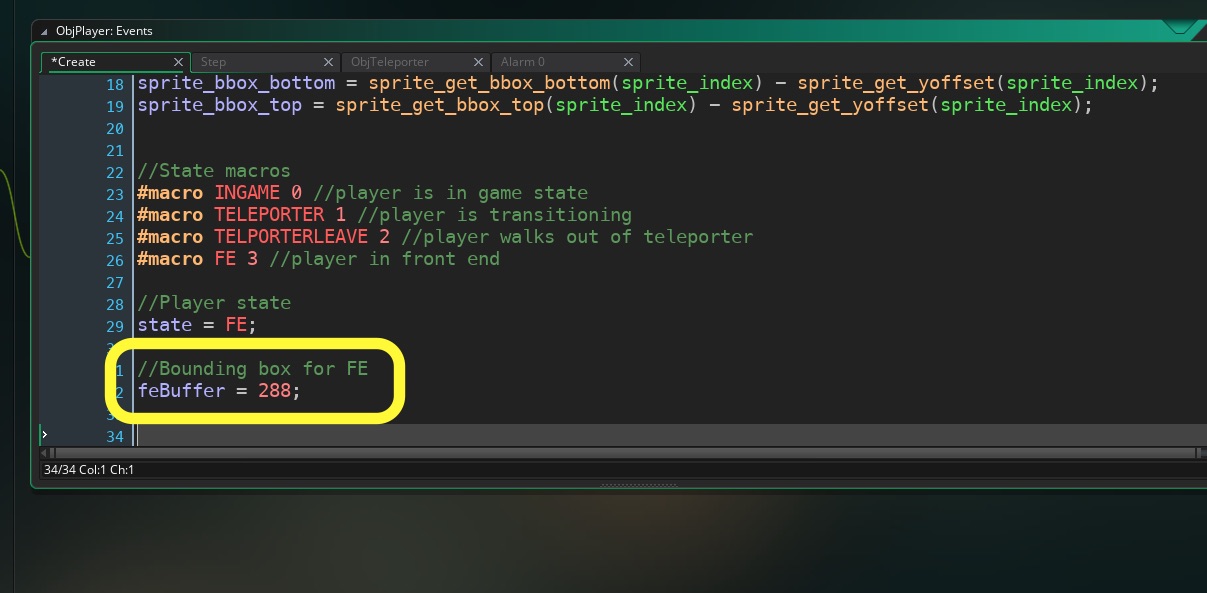 ObjPlayer: Events
*Create Step ObjTeleporter Alarm 0
18 sprite_bbox_bottom = sprite_get_bbox_bottom(sprite_index) - sprite_get_yoffset(sprite_index);
19 sprite_bbox_top = sprite_get_bbox_top(sprite_index) - sprite_get_yoffset(sprite_index);
20
21
22 //State macros
23 #macro INGAME 0 //player is in game state
24 #macro TELEPORTER 1 //player is transitioning
25 #macro TELPORTERLEAVE 2 //player walks out of teleporter
26 #macro FE 3 //player in front end
27
28 //Player state
29 state = FE;
3
1 //Bounding box for FE
2 feBuffer = 288;
3
34
34/34 Col:1 Ch:1